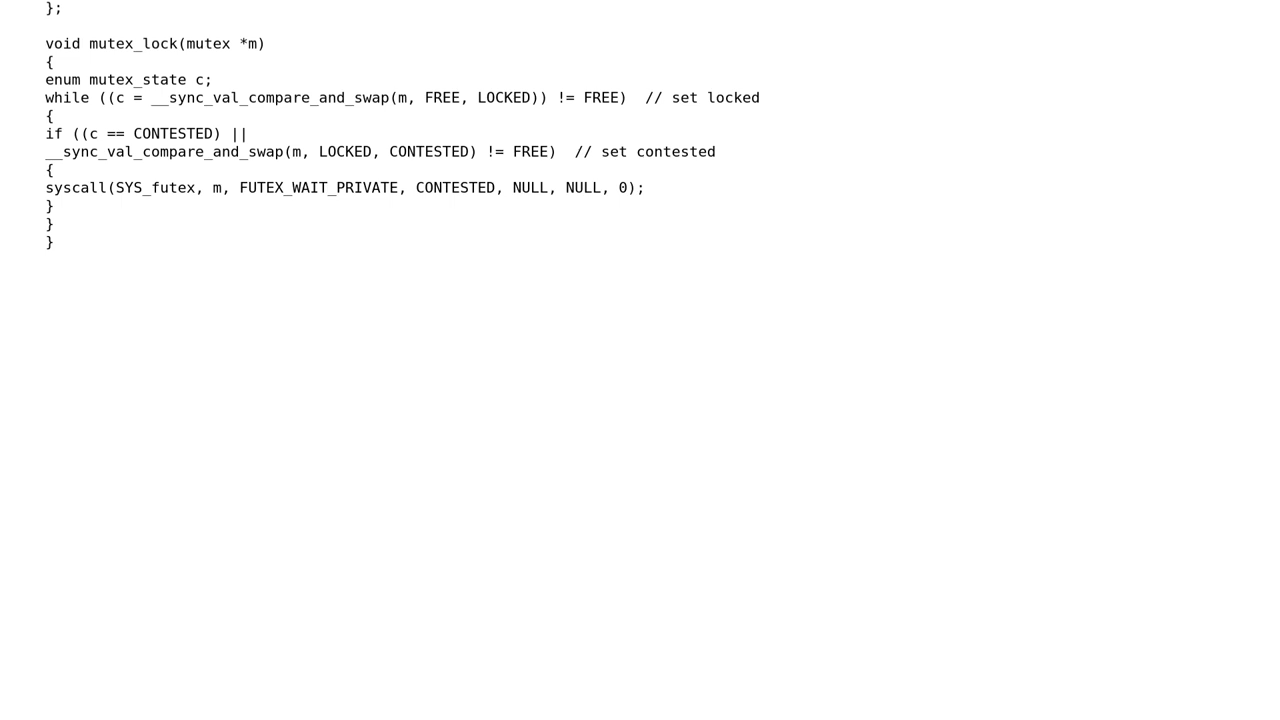 };
void mutex_lock(mutex *m)
{
enum mutex_state c;
while ((c = __sync_val_compare_and_swap(m, FREE, LOCKED)) != FREE)  // set locked
{
if ((c == CONTESTED) ||
__sync_val_compare_and_swap(m, LOCKED, CONTESTED) != FREE)  // set contested
{
syscall(SYS_futex, m, FUTEX_WAIT_PRIVATE, CONTESTED, NULL, NULL, 0);
}
}
}